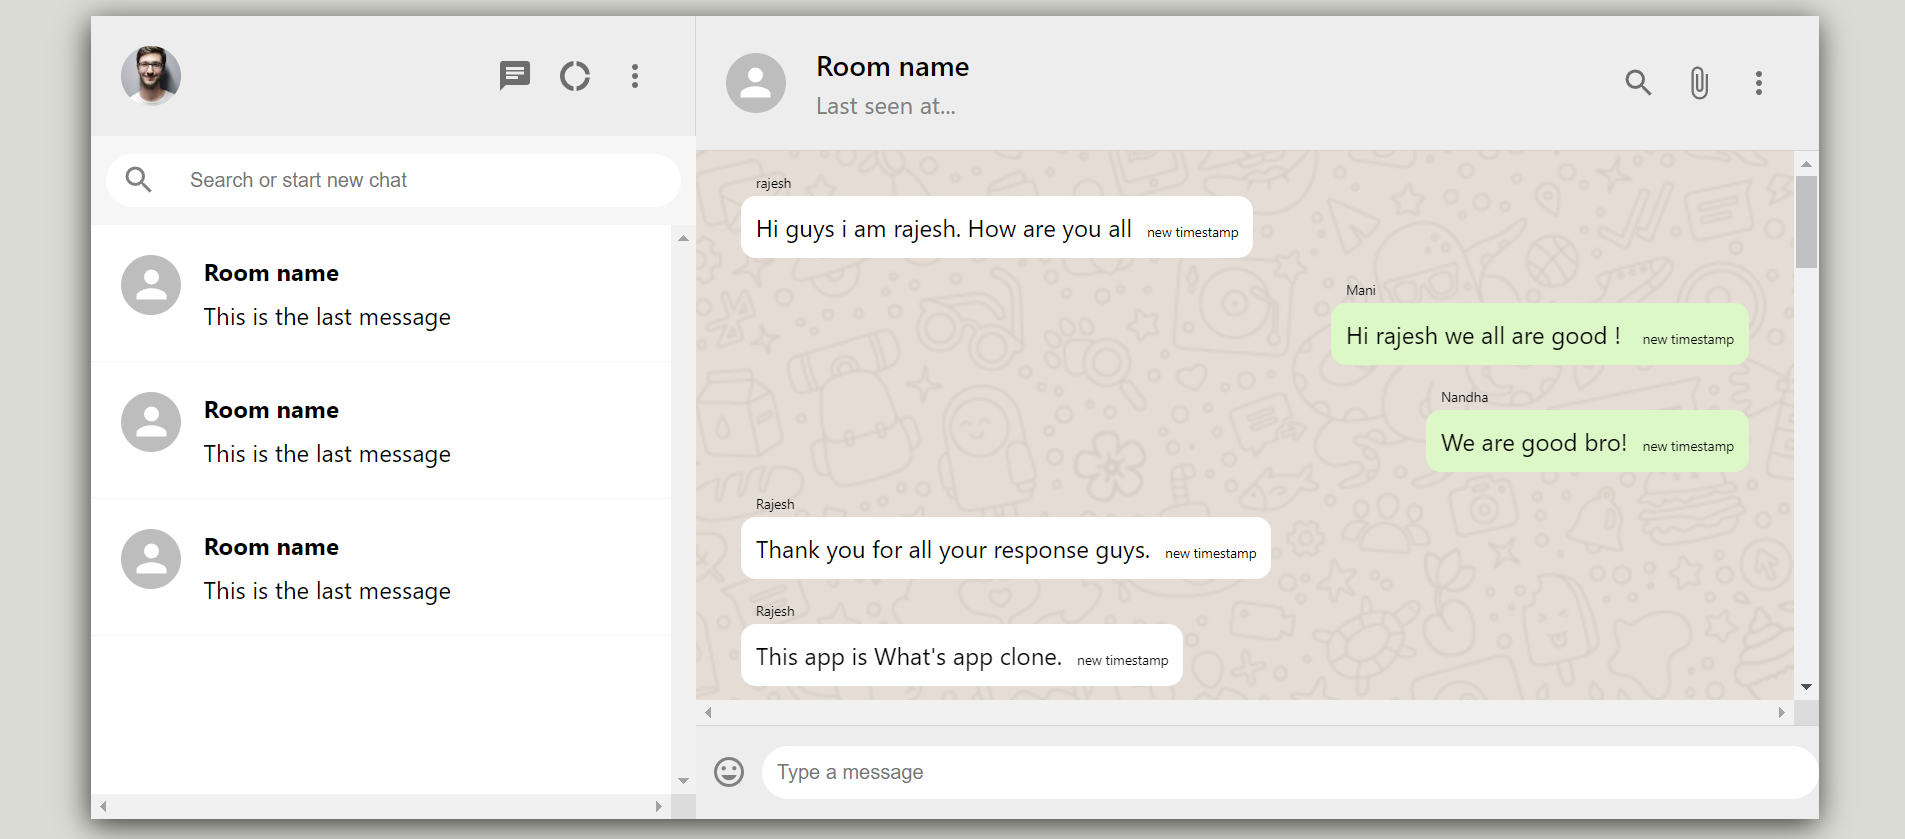 Search or start new chat
Room name
This is the last message
Room name
This is the last message
Room name
This is the last message
Room name
Last seen at...
rajesh
Hi guys i am rajesh. How are you all new timestamp
Mani
Hi rajesh we all are good ! new timestamp
Nandha
We are good bro! new timestamp
Rajesh
Thank you for all your response guys. new timestamp
Rajesh
This app is What's app clone. new timestamp
Type a message